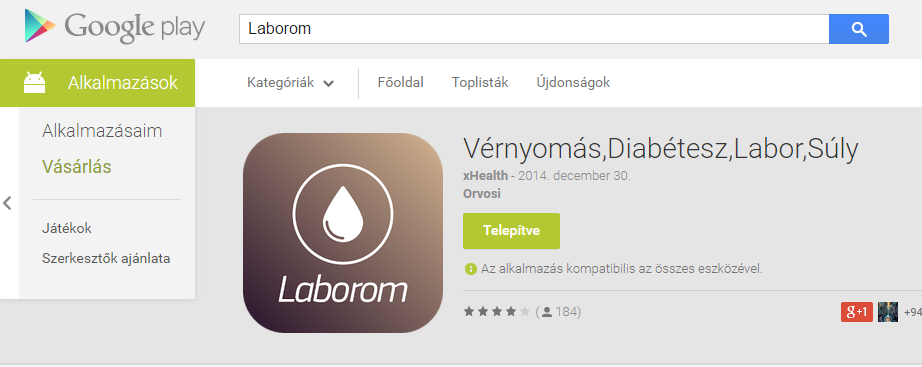 Google play
Laborom
Alkalmazások
Kategóriák
Főoldal
Toplisták
Újdonságok
Alkalmazásaim
Vásárlás
Játékok
Szerkesztők ajánlata
Laborom
Vérnyomás,Diabétesz,Labor,Súly
xHealth - 2014. december 30.
Orvosi
Telepítve
Az alkalmazás kompatibilis az összes eszközével.
(184)
g+1
+94